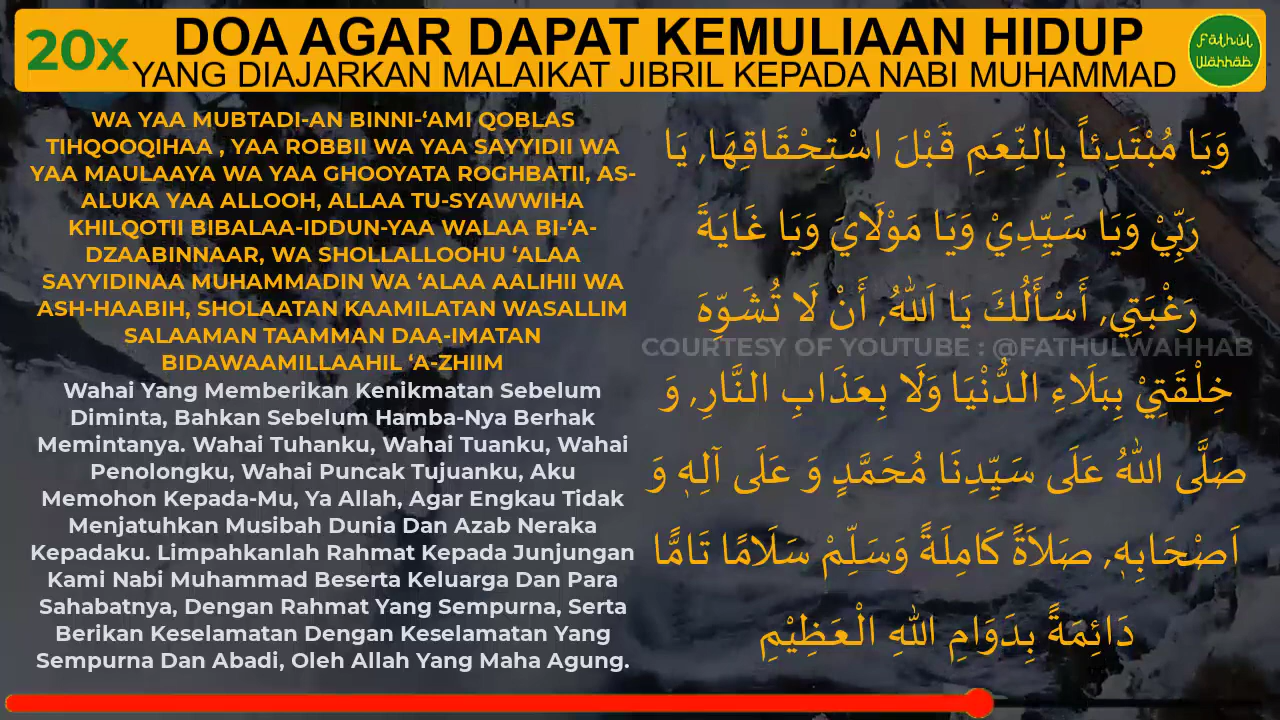 20x
DOA AGAR DAPAT KEMULIAAN HIDUP
YANG DIAJARKAN MALAIKAT JIBRIL KEPADA NABI MUHAMMAD
Fathul
Wahhab
WA YAA MUBTADI-AN BINNI-‘AMI QOBLAS
TIHQOOQIHAA , YAA ROBBII WA YAA SAYYIDII WA
YAA MAULAAYA WA YAA GHOOYATA ROGHBATII, AS-
ALUKA YAA ALLOOH, ALLAA TU-SYAWWIHA
KHILQOTII BIBALAA-IDDUN-YAA WALAA BI-‘A-
DZAABINNAAR, WA SHOLLALLOOHU ‘ALAA
SAYYIDINAA MUHAMMADIN WA ‘ALAA AALIHII WA
ASH-HAABIH, SHOLAATAN KAAMILATAN WASALLIM
SALAAMAN TAAMMAN DAA-IMATAN
BIDAWAAMILLAAHIL ‘A-ZHIIM
Wahai Yang Memberikan Kenikmatan Sebelum
Diminta, Bahkan Sebelum Hamba-Nya Berhak
Memintanya. Wahai Tuhanku, Wahai Tuanku, Wahai
Penolongku, Wahai Puncak Tujuanku, Aku
Memohon Kepada-Mu, Ya Allah, Agar Engkau Tidak
Menjatuhkan Musibah Dunia Dan Azab Neraka
Kepadaku. Limpahkanlah Rahmat Kepada Junjungan
Kami Nabi Muhammad Beserta Keluarga Dan Para
Sahabatnya, Dengan Rahmat Yang Sempurna, Serta
Berikan Keselamatan Dengan Keselamatan Yang
Sempurna Dan Abadi, Oleh Allah Yang Maha Agung.
وَيَا مُبْتَدِئاً بِالنِّعَمِ قَبْلَ اسْتِحْقَاقِهَا, يَا
رَبِّيْ وَيَا سَيِّدِيْ وَيَا مَوْلَايَ وَيَا غَايَةَ
رَغْبَتِي, أَسْأَلُكَ يَا اَللهُ, أَنْ لَا تُشَوِّهَ
COURTESY OF YOUTUBE : @FATHULWAHHAB
خِلْقَتِيْ بِبَلَاءِ الدُّنْيَا وَلَا بِعَذَابِ النَّارِ, وَ
صَلَّى اللهُ عَلَى سَيِّدِنَا مُحَمَّدٍ وَ عَلَى آلِهٖ وَ
اَصْحَابِهٖ, صَلاَةً كَامِلَةً وَسَلِّمْ سَلَامًا تَامًّا
دَائِمَةً بِدَوَامِ اللهِ الْعَظِيْمِ